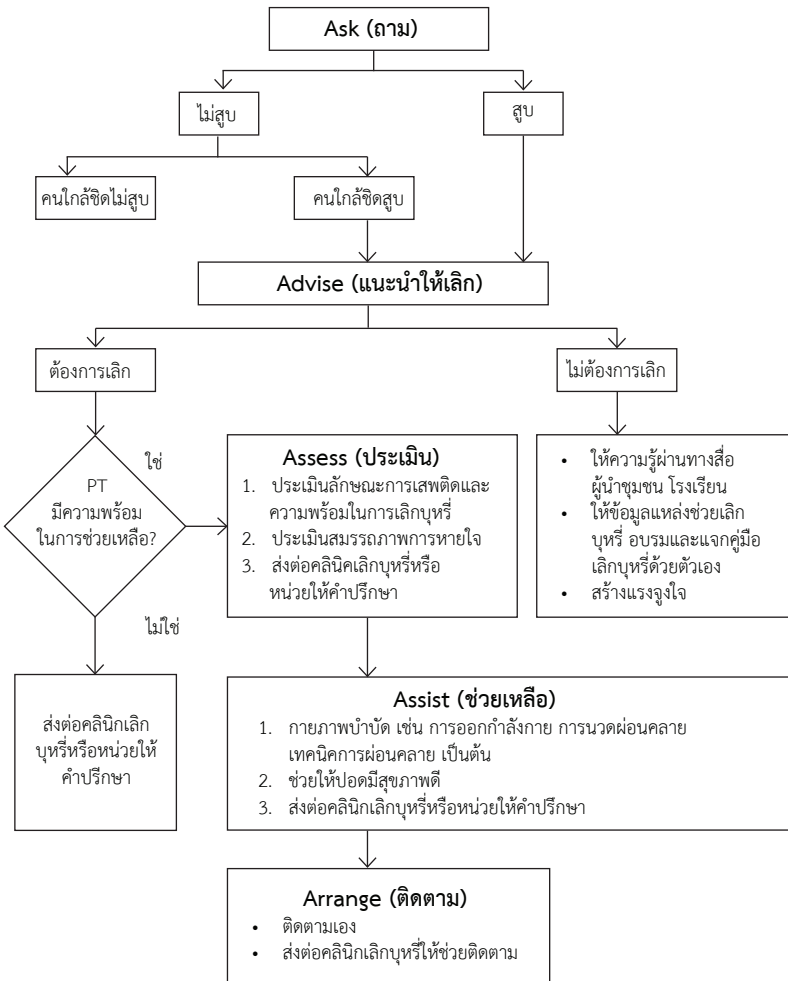 Ask (ถาม)
ไม่สูบ
สูบ
คนใกล้ชิดไม่สูบ
คนใกล้ชิดสูบ
Advise (แนะนำให้เลิก)
ต้องการเลิก
ไม่ต้องการเลิก
PT
มีความพร้อม
ในการช่วยเหลือ?
ใช่
ไม่ใช่
Assess (ประเมิน)
1. ประเมินลักษณะการเสพติดและ
ความพร้อมในการเลิกบุหรี่
2. ประเมินสมรรถภาพการหายใจ
3. ส่งต่อคลินิคเลิกบุหรี่หรือ
หน่วยให้คำปรึกษา
• ให้ความรู้ผ่านทางสื่อ
ผู้นำชุมชน โรงเรียน
• ให้ข้อมูลแหล่งช่วยเลิก
บุหรี่ อบรมและแจกคู่มือ
เลิกบุหรี่ด้วยตัวเอง
• สร้างแรงจูงใจ
ส่งต่อคลินิกเลิก
บุหรี่หรือหน่วยให้
คำปรึกษา
Assist (ช่วยเหลือ)
1. กายภาพบำบัด เช่น การออกกำลังกาย การนวดผ่อนคลาย
เทคนิคการผ่อนคลาย เป็นต้น
2. ช่วยให้ปอดมีสุขภาพดี
3. ส่งต่อคลินิกเลิกบุหรี่หรือหน่วยให้คำปรึกษา
Arrange (ติดตาม)
• ติดตามเอง
• ส่งต่อคลินิกเลิกบุหรี่ให้ช่วยติดตาม